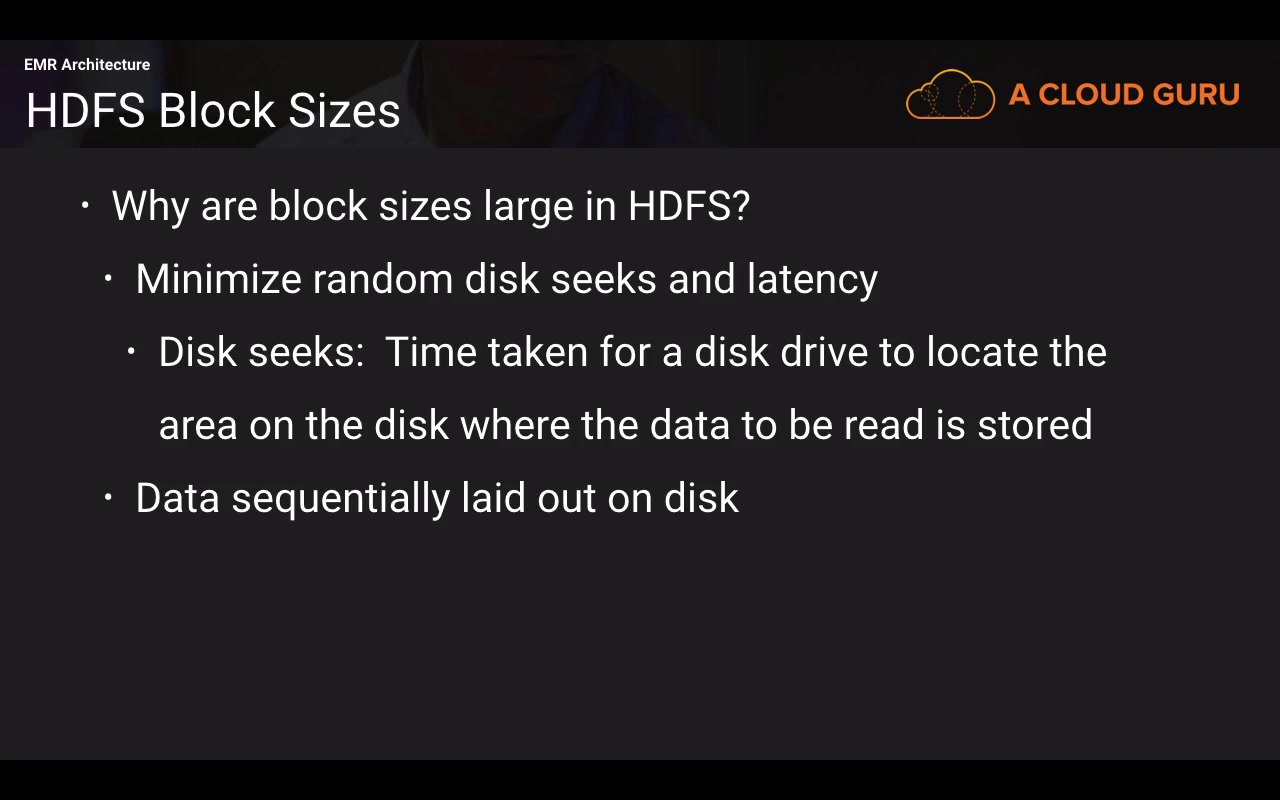 EMR Architecture
HDFS Block Sizes
A CLOUD GURU
• Why are block sizes large in HDFS?
• Minimize random disk seeks and latency
• Disk seeks:  Time taken for a disk drive to locate the
area on the disk where the data to be read is stored
• Data sequentially laid out on disk